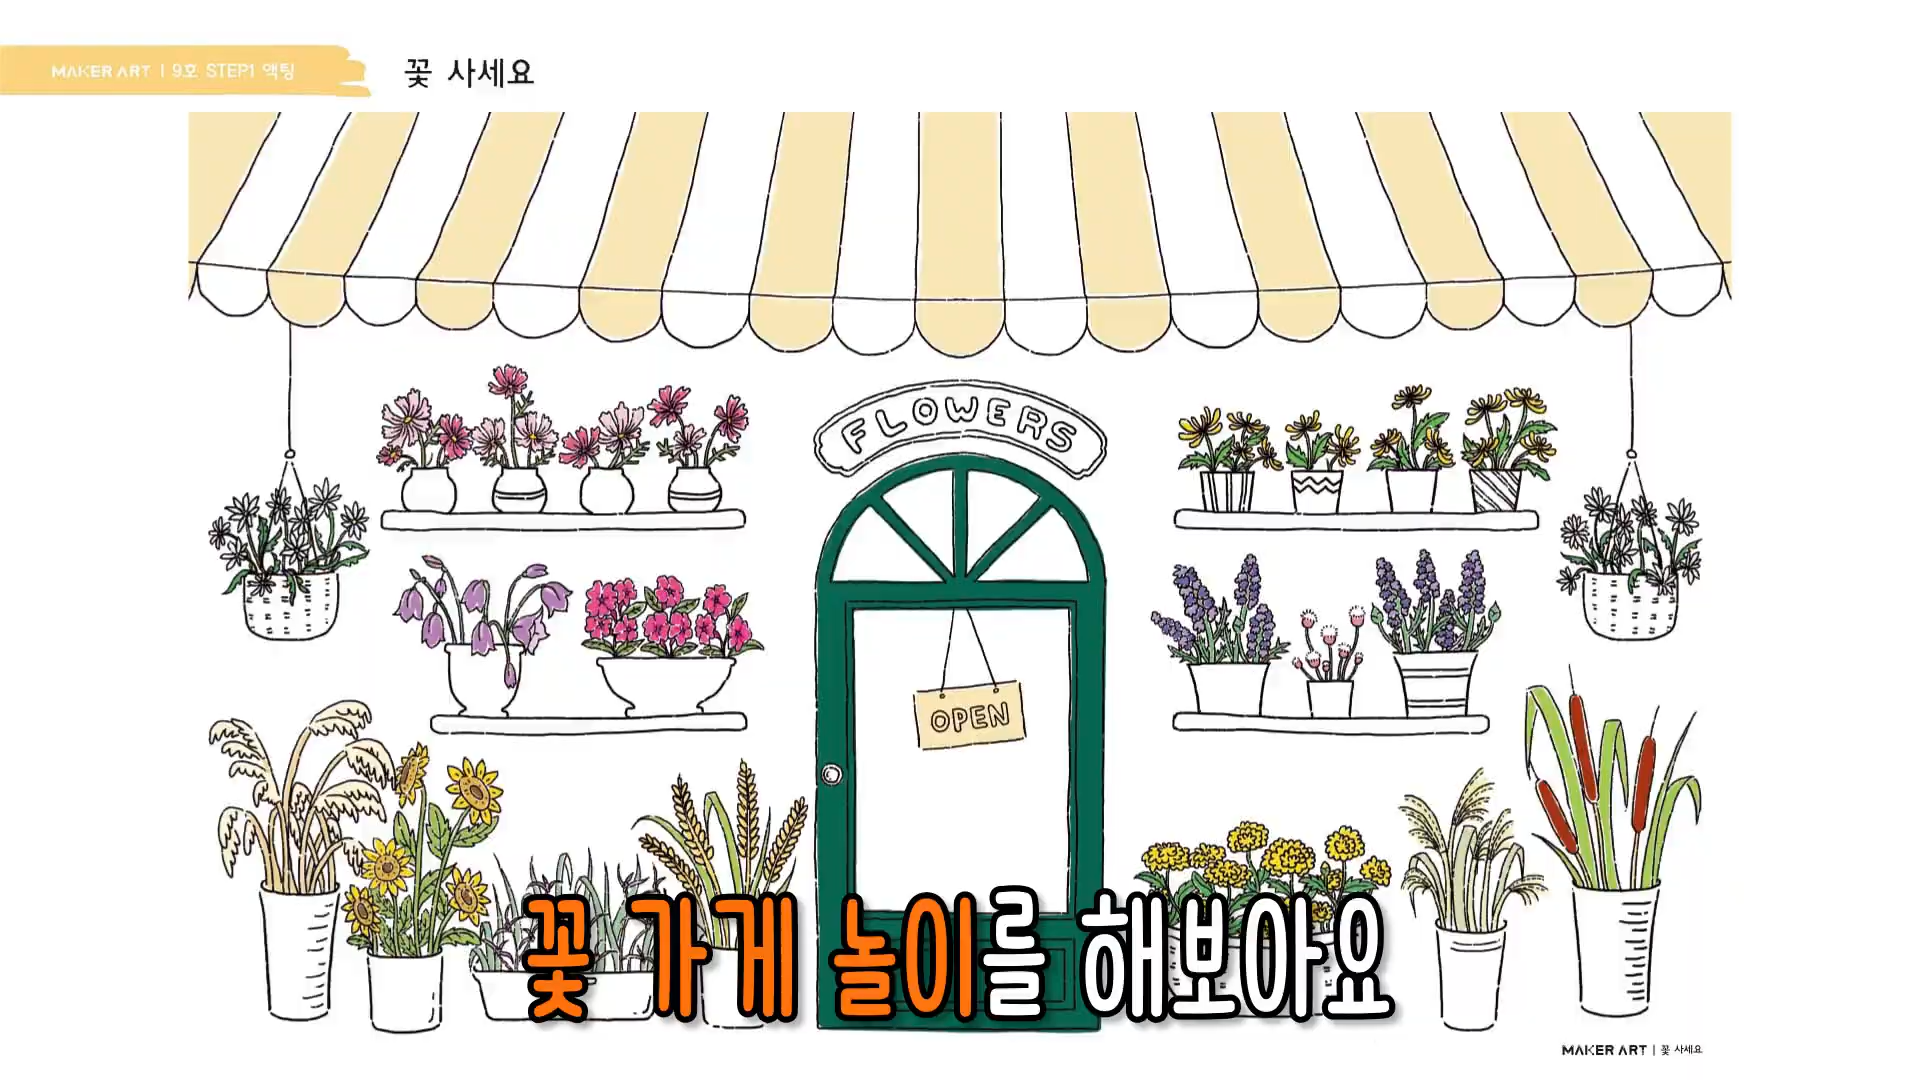 MAKER ART | 9호 STEP1 액팅
꽃 사세요
FLOWERS
OPEN
꽃 가게 놀이를 해보아요
MAKER ART | 꽃 사세요